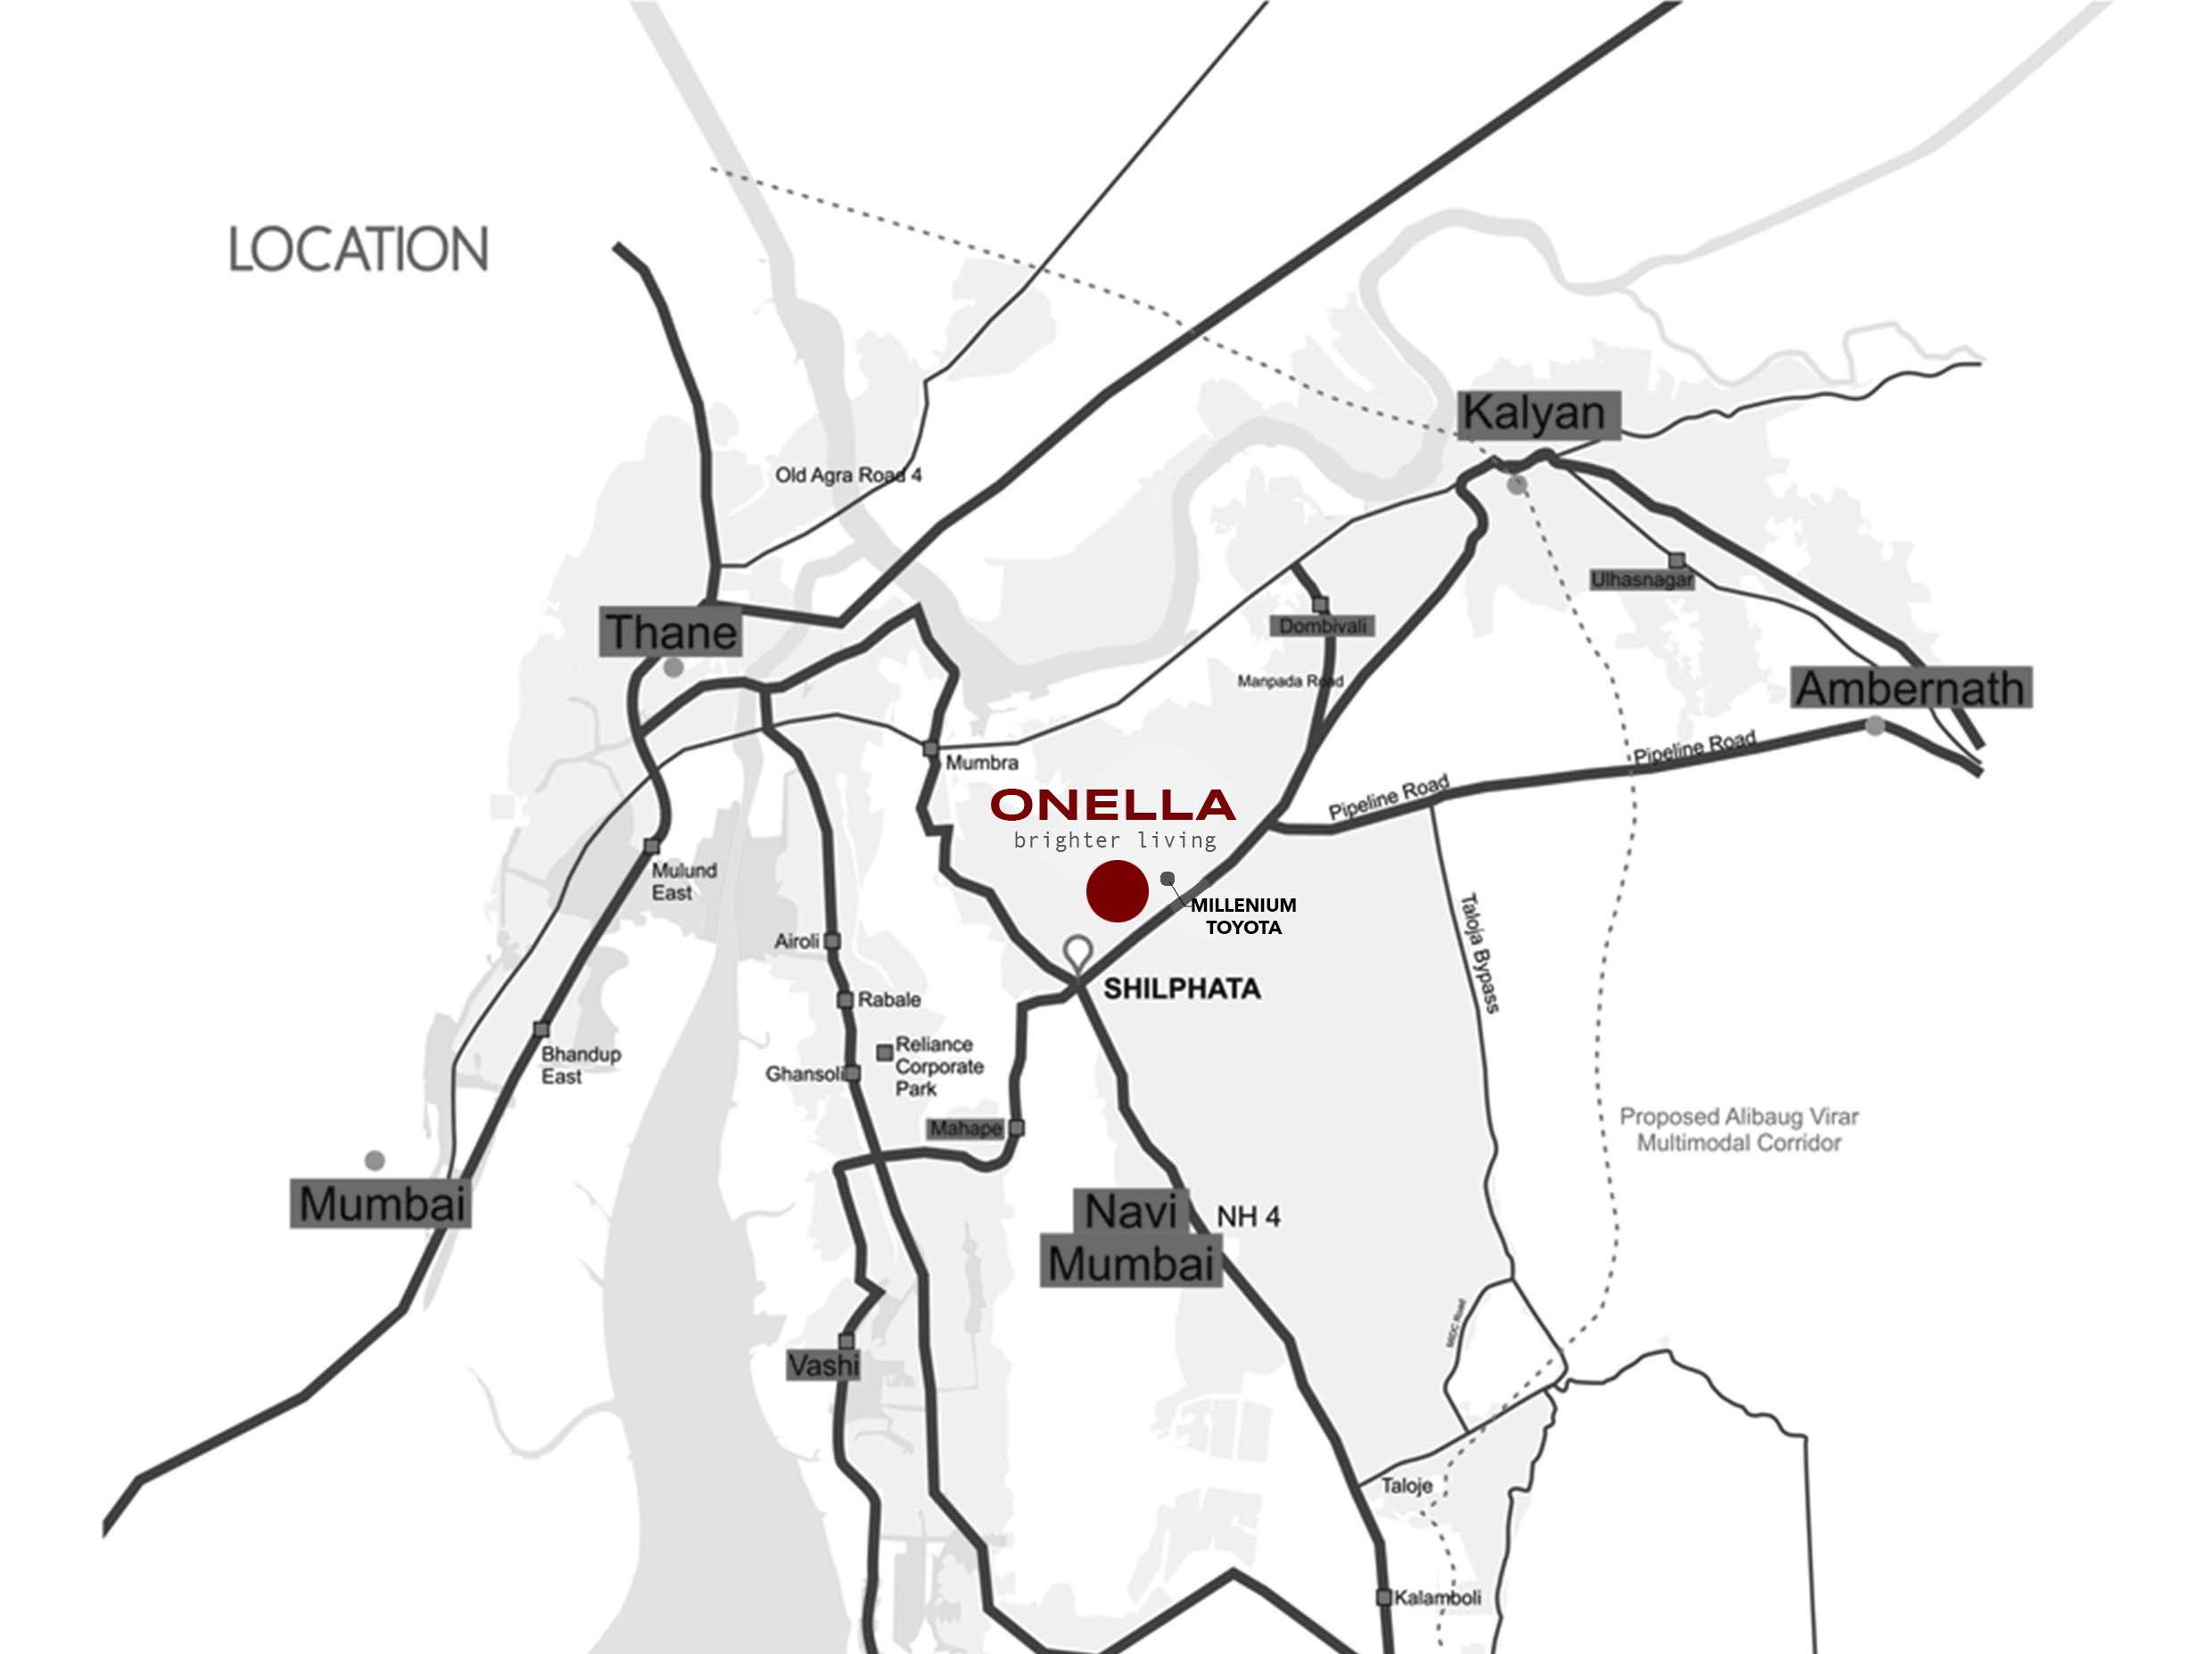 LOCATION
Kalyan
Old Agra Road 4
Ulhasnagar
Thane
Dombivali
Manpada Road
Ambernath
Pipeline Road
Mumbra
Pipeline Road
ONELLA
brighter living
Mulund
East
MILLENIUM
TOYOTA
Taloja Bypass
Airoli
SHILPHATA
Rabale
Reliance
Corporate
Park
Bhandup
East
Ghansoli
Mahape
Proposed Alibaug Virar
Multimodal Corridor
Mumbai
Navi
Mumbai
NH 4
MIDC Road
Vashi
Taloje
Kalamboli